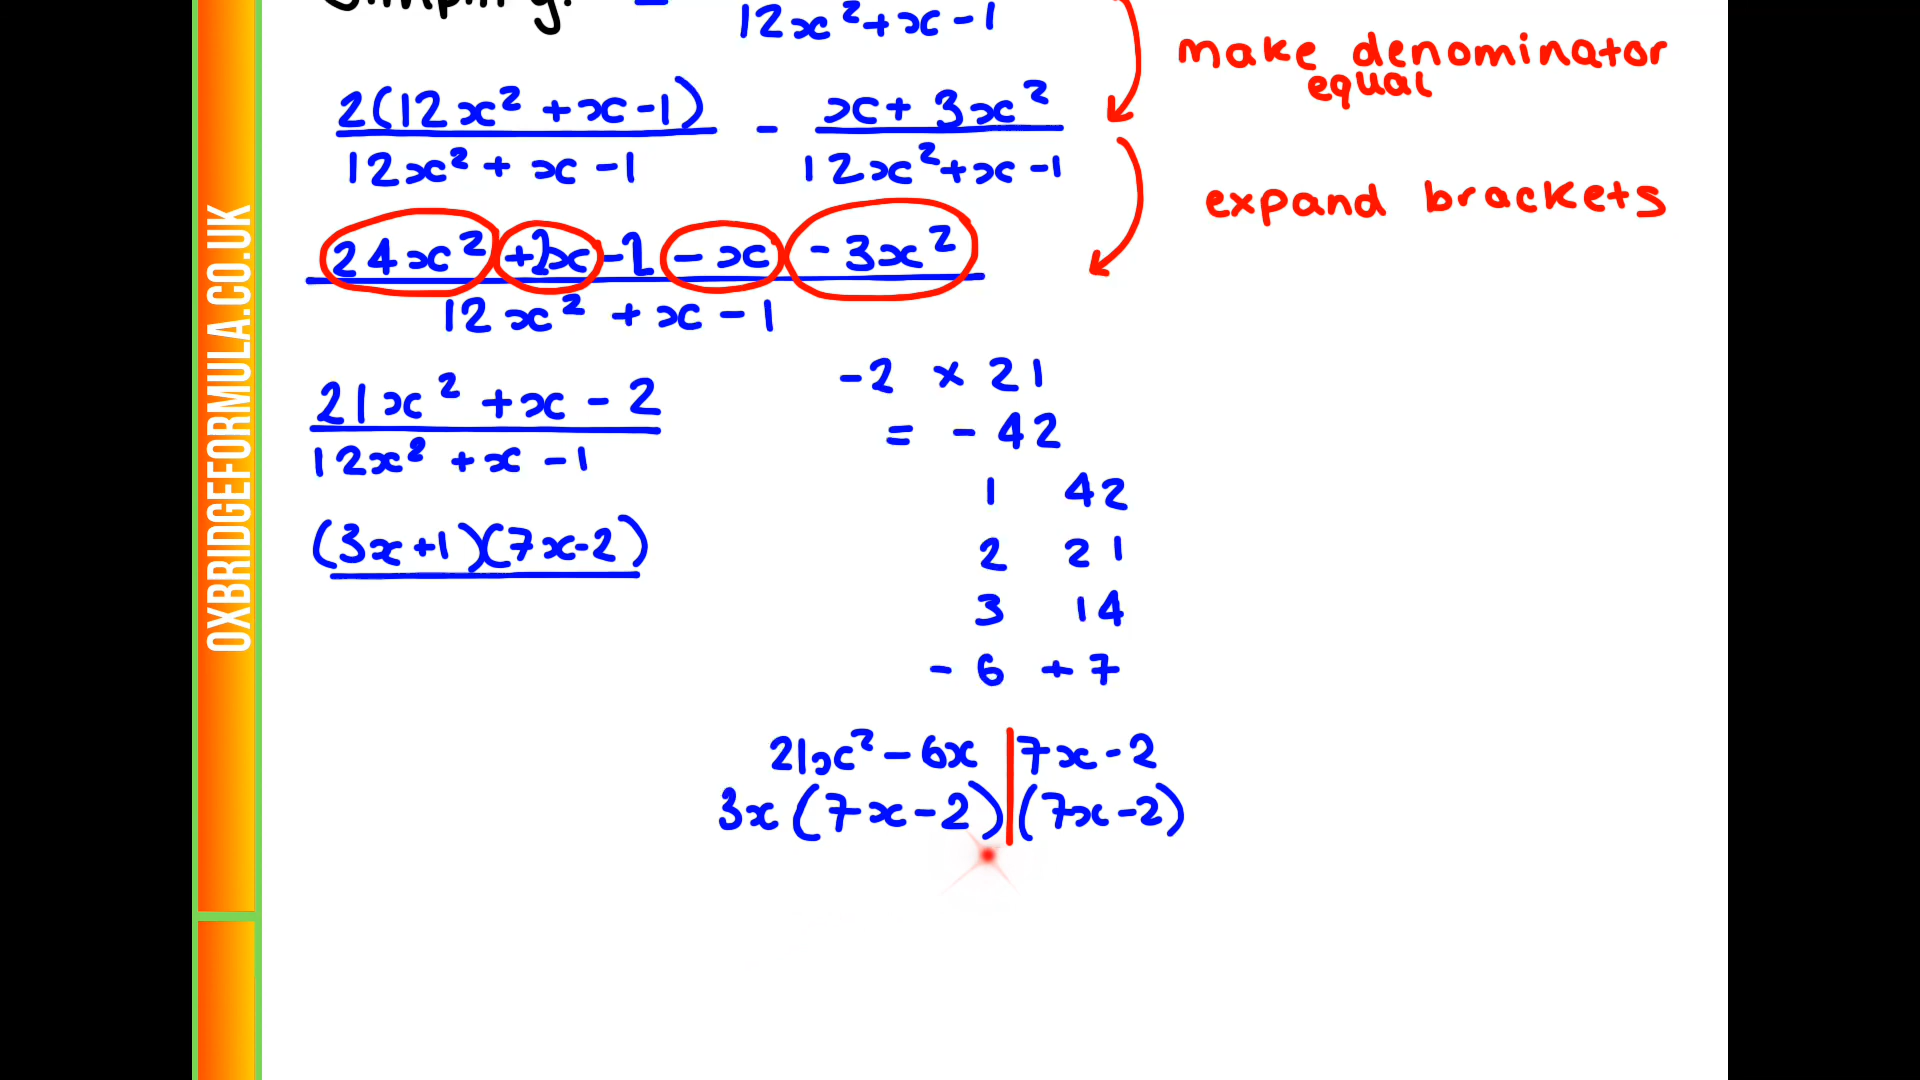 Simplify:
12x² + x - 1
make denominator
equal
2(12x² + x - 1) - x + 3x²
12x² + x - 1 12x² + x - 1
expand brackets
24x² + 2x - 2 - x - 3x²
12x² + x - 1
21x² + x - 2
12x² + x - 1
(3x+1)(7x-2)
-2 × 21
= - 42
1 42
2 21
3 14
- 6 + 7
21x² - 6x | 7x - 2
3x(7x - 2) | (7x - 2)
OXBRIDGEFORMULA.CO.UK